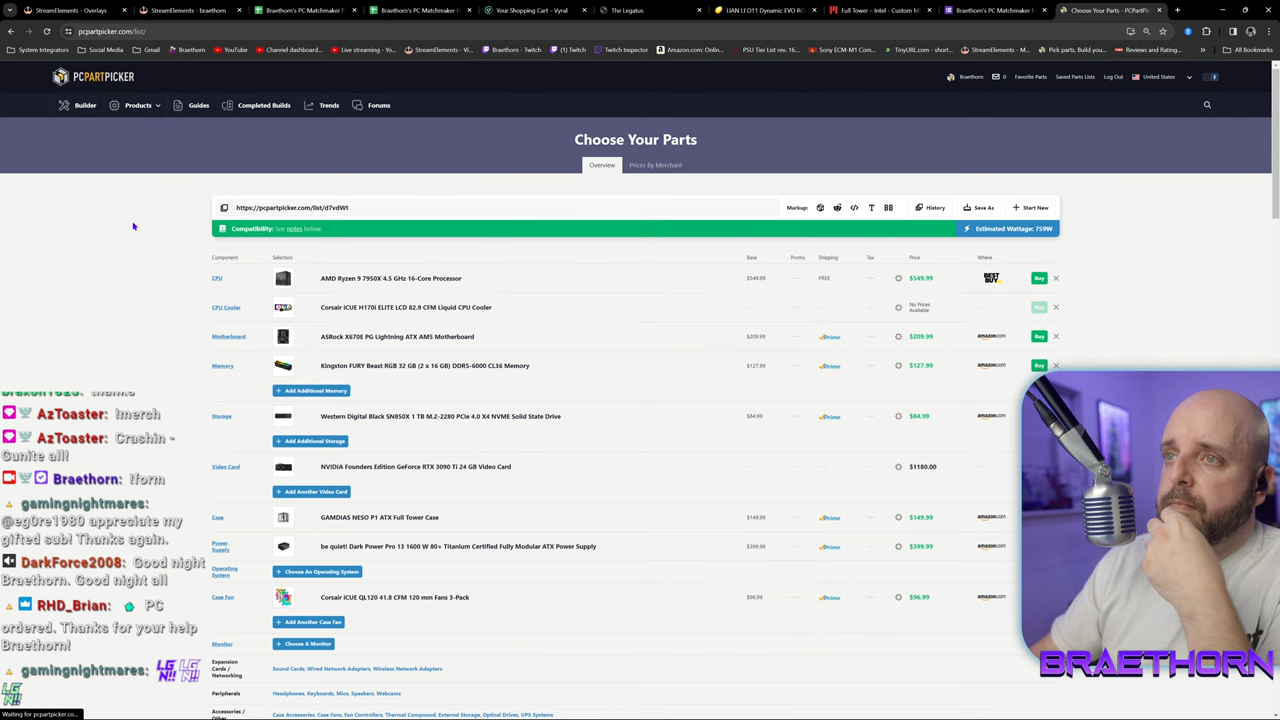 StreamElements - Overlays
StreamElements - braethorn
Braethorn's PC Matchmaker F
Braethorn's PC Matchmaker F
Your Shopping Cart – Vyral
The Legatus
LIAN LI O11 Dynamic EVO RG
Full Tower – Intel - Custom M
Braethorn's PC Matchmaker F
Choose Your Parts - PCPartPic
pcpartpicker.com/list/
System Integrators
Social Media
Gmail
Braethorn
YouTube
Channel dashboard...
Live streaming - Yo...
StreamElements - B...
Braethorn - Twitch
(1) Twitch
Twitch Inspector
Amazon.com: Onlin...
PSU Tier List rev. 16....
Sony ECM-M1 Com...
TinyURL.com - short...
StreamElements - M...
Pick parts. Build you...
Reviews and Rating...
All Bookmarks
PCPARTPICKER
Braethorn
0
Favorite Parts
Saved Parts Lists
Log Out
United States
Builder
Products
Guides
Completed Builds
Trends
Forums
Choose Your Parts
Overview
Prices By Merchant
https://pcpartpicker.com/list/d7vdWt
Markup:
History
Save As
Start New
Compatibility: See notes below.
Estimated Wattage: 759W
Component Selection Base Promo Shipping Tax Price Where
CPU AMD Ryzen 9 7950X 4.5 GHz 16-Core Processor $549.99 FREE $549.99 BEST BUY Buy
CPU Cooler Corsair iCUE H170i ELITE LCD 82.9 CFM Liquid CPU Cooler No Prices Available Buy
Motherboard ASRock X670E PG Lightning ATX AM5 Motherboard $209.99 Prime $209.99 amazon.com Buy
Memory Kingston FURY Beast RGB 32 GB (2 x 16 GB) DDR5-6000 CL36 Memory $127.99 Prime $127.99 amazon.com Buy
+ Add Additional Memory
Storage Western Digital Black SN850X 1 TB M.2-2280 PCIe 4.0 X4 NVME Solid State Drive $84.99 Prime $84.99 amazon.com
+ Add Additional Storage
Video Card NVIDIA Founders Edition GeForce RTX 3090 Ti 24 GB Video Card $1180.00
+ Add Another Video Card
Case GAMDIAS NESO P1 ATX Full Tower Case $149.99 Prime $149.99 amazon.com
Power Supply be quiet! Dark Power Pro 13 1600 W 80+ Titanium Certified Fully Modular ATX Power Supply $399.99 Prime $399.99 amazon.com
Operating System + Choose An Operating System
Case Fan Corsair iCUE QL120 41.8 CFM 120 mm Fans 3-Pack $96.99 Prime $96.99 amazon.com
+ Add Another Case Fan
Monitor + Choose A Monitor
Expansion Cards / Networking Sound Cards, Wired Network Adapters, Wireless Network Adapters
Peripherals Headphones, Keyboards, Mice, Speakers, Webcams
Accessories / Other Case Accessories, Case Fans, Fan Controllers, Thermal Compound, External Storage, Optical Drives, UPS Systems
AzToaster: !merch
AzToaster: Crashin -
Gunite all!
Braethorn: !form
gamingnightmares:
@eg0re1980 appreciate my
gifted sub! Thanks again.
DarkForce2008: Good night
Braethorn. Good night all
RHD_Brian: PC
ordered. Thanks for your help
Braethorn!
gamingnightmares: LGN!! LGN!!
LGN!!
Waiting for pcpartpicker.co...